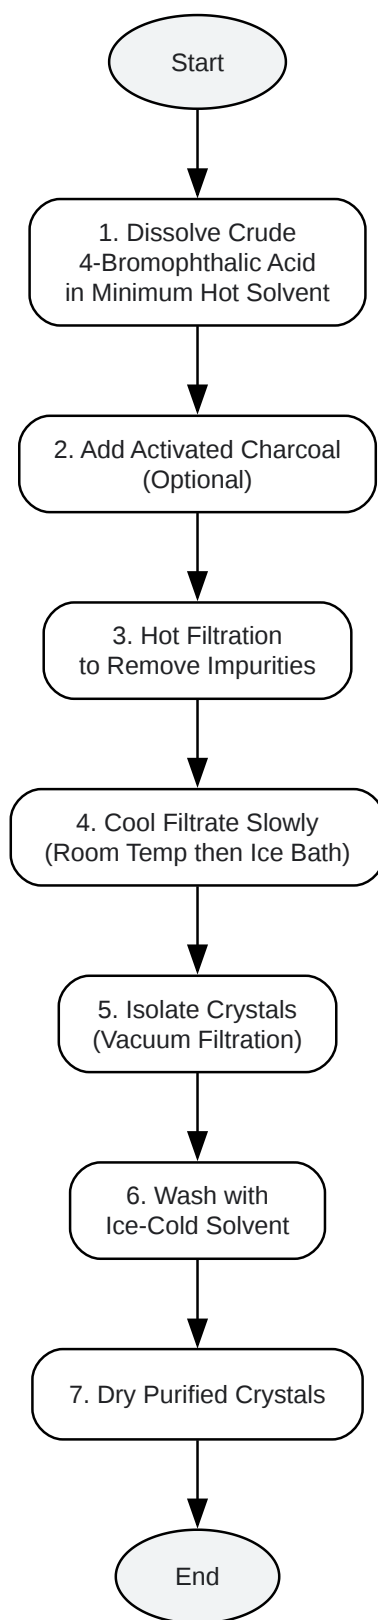 Start
1. Dissolve Crude
4-Bromophthalic Acid
in Minimum Hot Solvent
2. Add Activated Charcoal
(Optional)
3. Hot Filtration
to Remove Impurities
4. Cool Filtrate Slowly
(Room Temp then Ice Bath)
5. Isolate Crystals
(Vacuum Filtration)
6. Wash with
Ice-Cold Solvent
7. Dry Purified Crystals
End